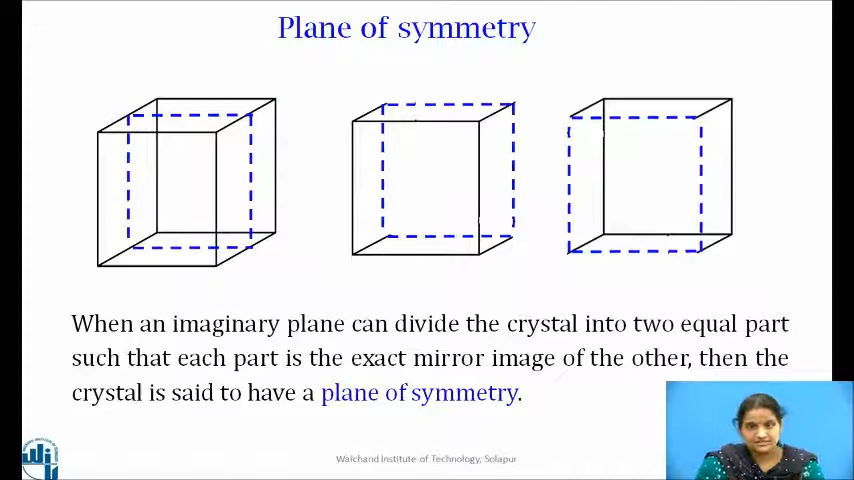 Plane of symmetry
When an imaginary plane can divide the crystal into two equal part
such that each part is the exact mirror image of the other, then the
crystal is said to have a plane of symmetry.
Walchand Institute of Technology, Solapur